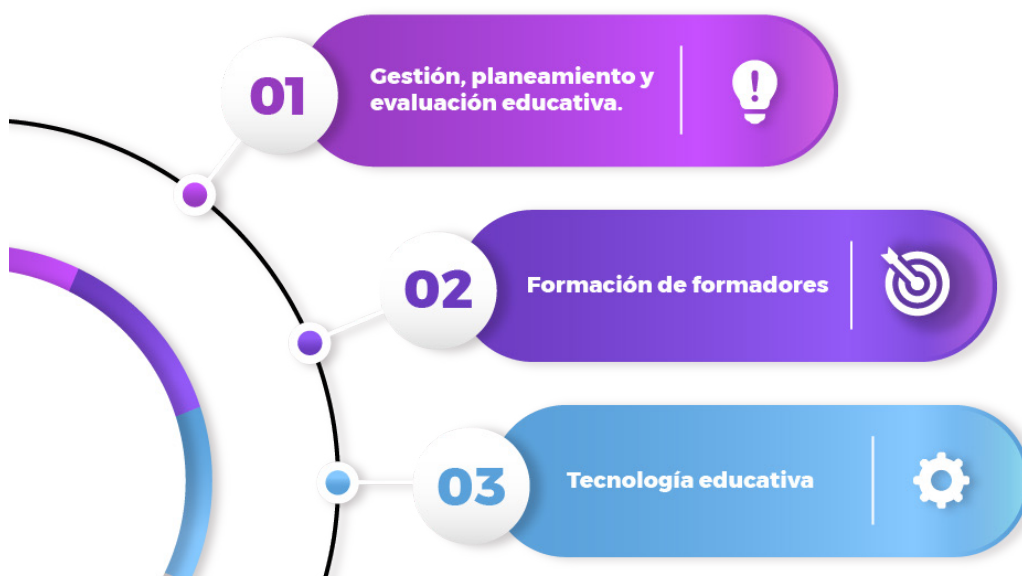 01
Gestión, planeamiento y
evaluación educativa.
02
Formación de formadores
03
Tecnología educativa